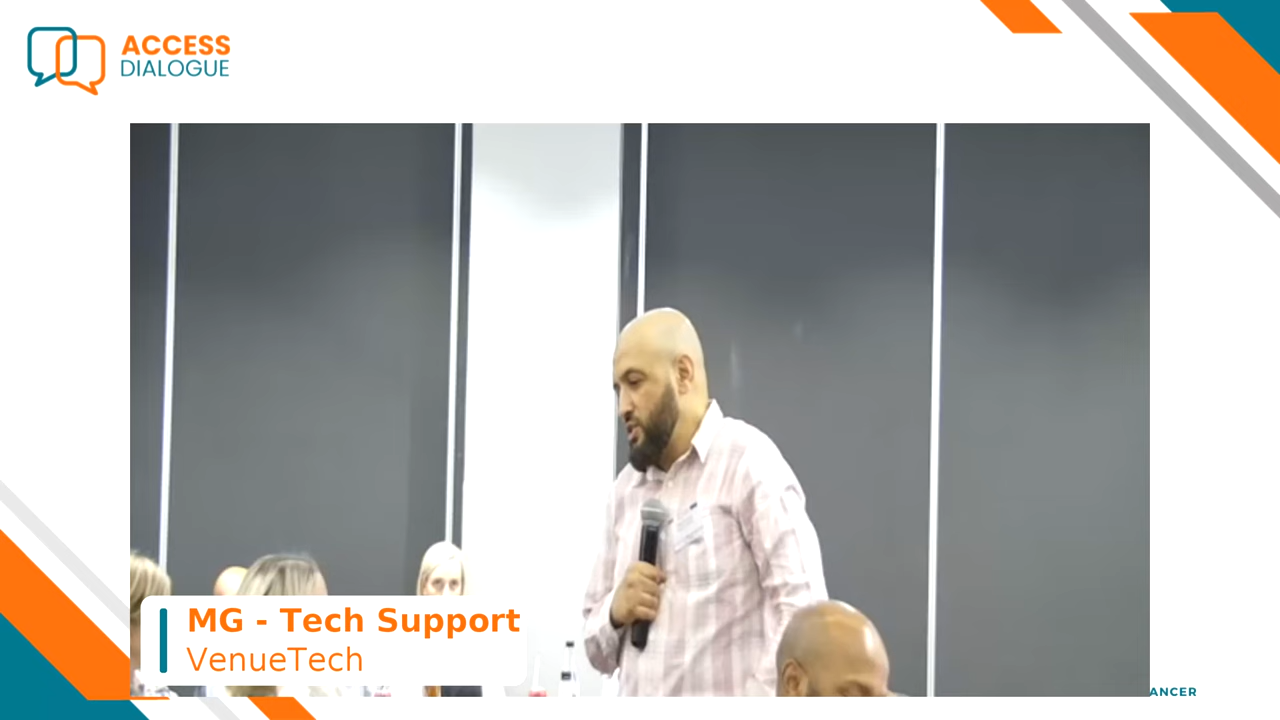 ACCESS
DIALOGUE
MG - Tech Support
VenueTech
ANCER